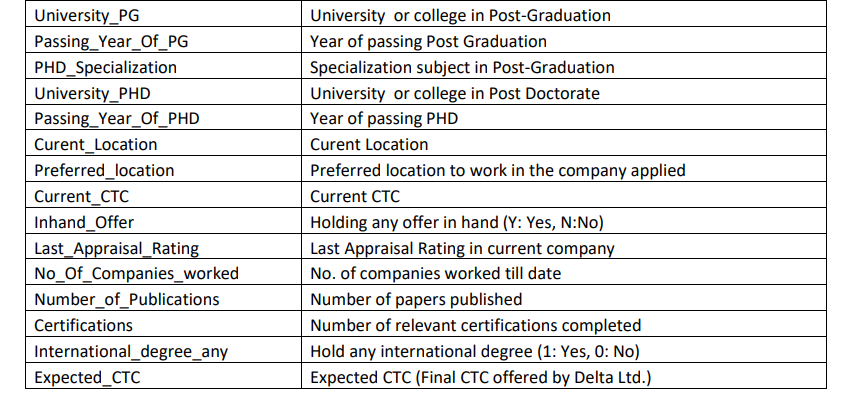 University_PG University or college in Post-Graduation
Passing_Year_Of_PG Year of passing Post Graduation
PHD_Specialization Specialization subject in Post-Graduation
University_PHD University or college in Post Doctorate
Passing_Year_Of_PHD Year of passing PHD
Curent_Location Curent Location
Preferred_location Preferred location to work in the company applied
Current_CTC Current CTC
Inhand_Offer Holding any offer in hand (Y: Yes, N:No)
Last_Appraisal_Rating Last Appraisal Rating in current company
No_Of_Companies_worked No. of companies worked till date
Number_of_Publications Number of papers published
Certifications Number of relevant certifications completed
International_degree_any Hold any international degree (1: Yes, 0: No)
Expected_CTC Expected CTC (Final CTC offered by Delta Ltd.)